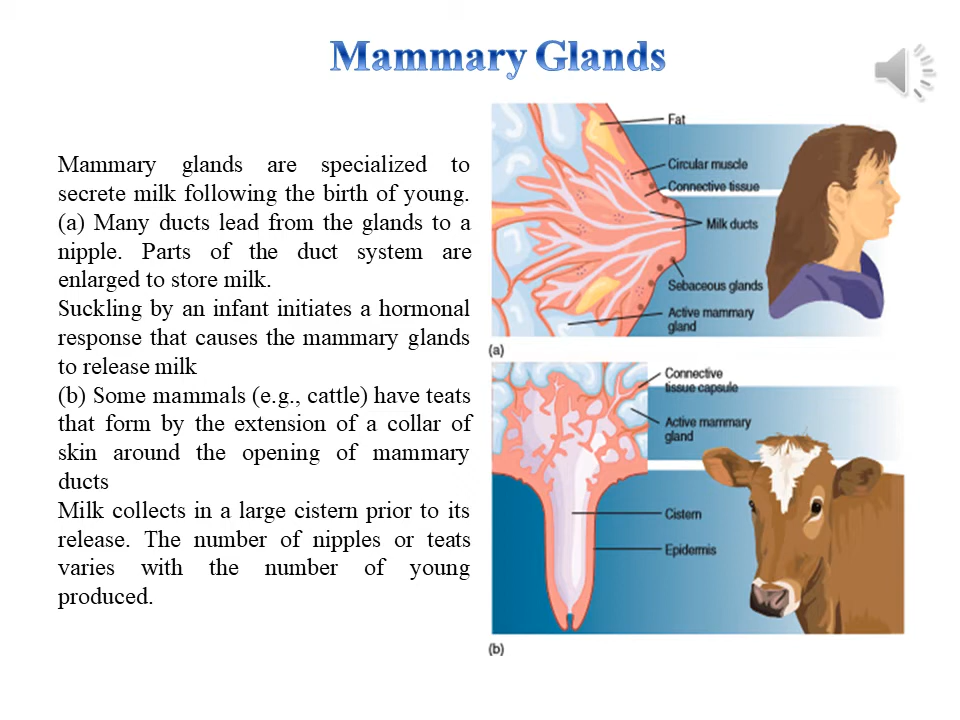 Mammary Glands
Mammary glands are specialized to
secrete milk following the birth of young.
(a) Many ducts lead from the glands to a
nipple. Parts of the duct system are
enlarged to store milk.
Suckling by an infant initiates a hormonal
response that causes the mammary glands
to release milk
(b) Some mammals (e.g., cattle) have teats
that form by the extension of a collar of
skin around the opening of mammary
ducts
Milk collects in a large cistern prior to its
release. The number of nipples or teats
varies with the number of young
produced.
Fat
Circular muscle
Connective tissue
Milk ducts
Sebaceous glands
Active mammary
gland
(a)
Connective
tissue capsule
Active mammary
gland
Cistern
Epidermis
(b)